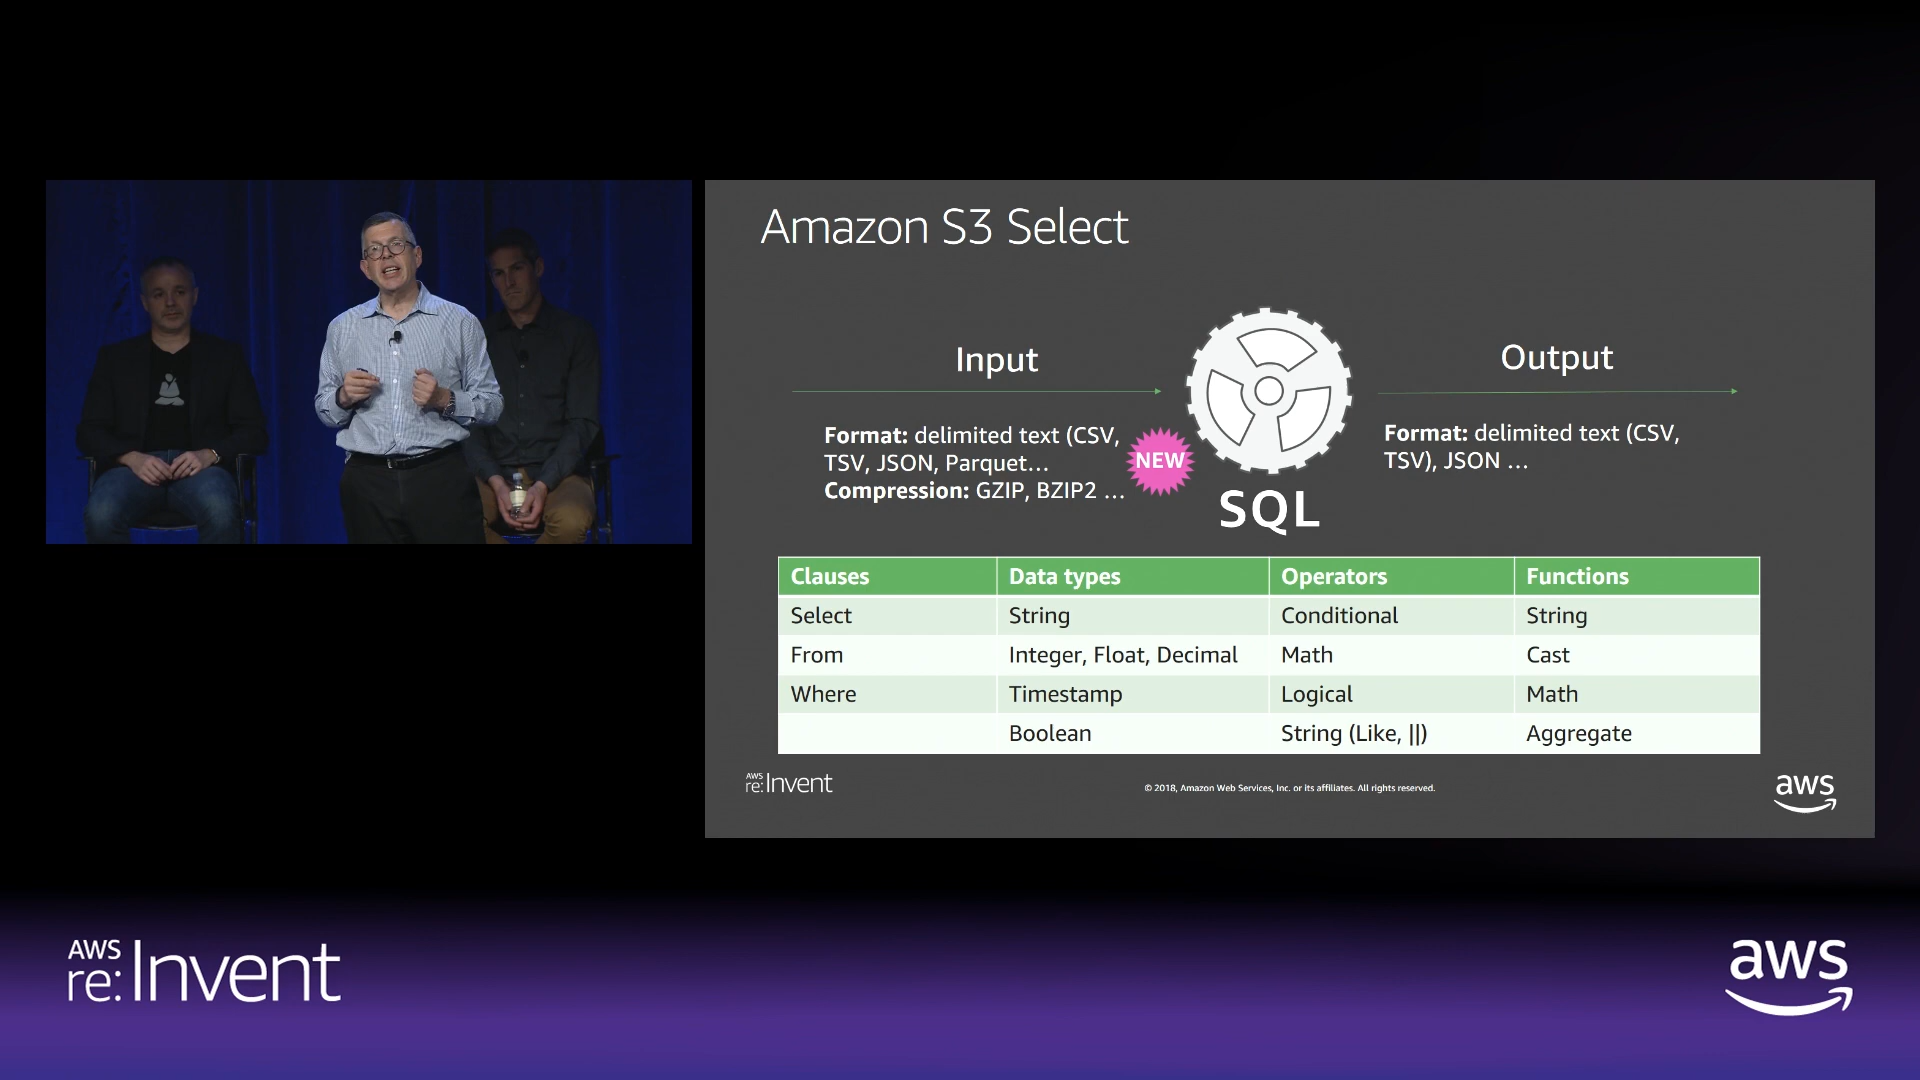 Amazon S3 Select
Input
Format: delimited text (CSV,
TSV, JSON, Parquet...
Compression: GZIP, BZIP2 ...
NEW
SQL
Output
Format: delimited text (CSV,
TSV), JSON ...
Clauses Data types Operators Functions
Select String Conditional String
From Integer, Float, Decimal Math Cast
Where Timestamp Logical Math
Boolean String (Like, ||) Aggregate
AWS
re:Invent
© 2018, Amazon Web Services, Inc. or its affiliates. All rights reserved.
aws
AWS
re:Invent
aws